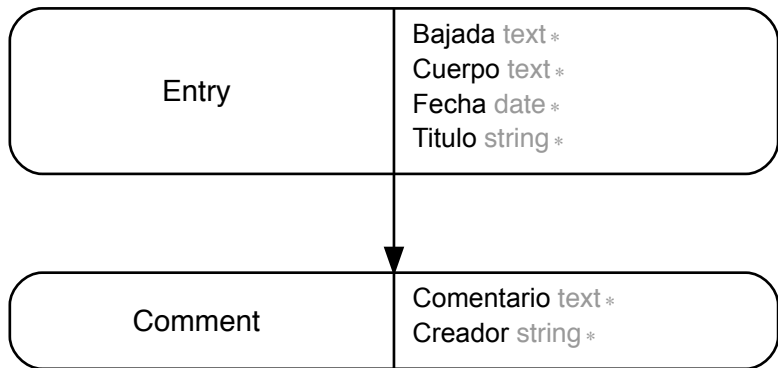 Entry
Bajada text *
Cuerpo text *
Fecha date *
Titulo string *
Comment
Comentario text *
Creador string *